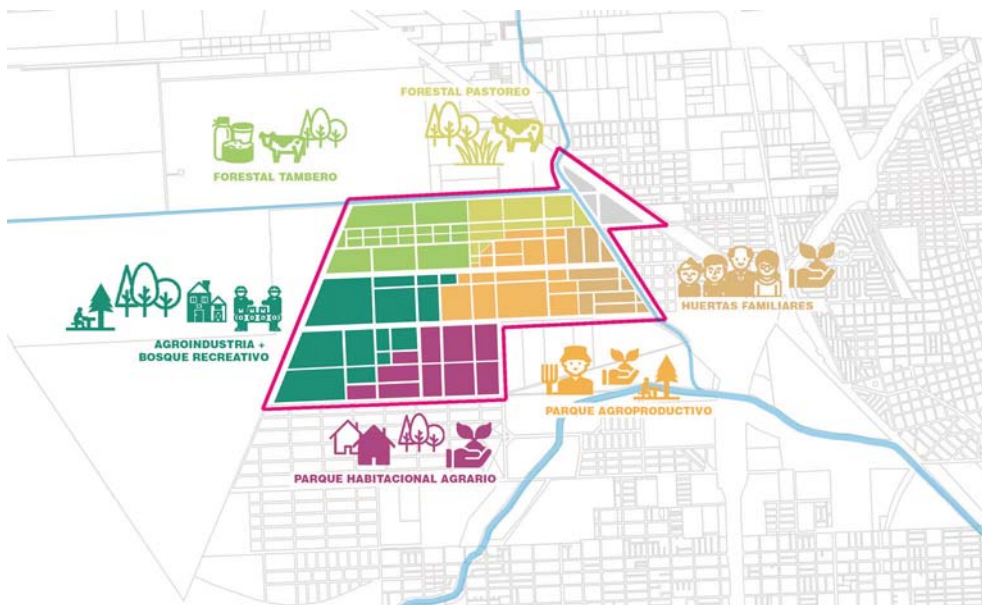 FORESTAL PASTOREO
FORESTAL TAMBERO
HUERTAS FAMILIARES
AGROINDUSTRIA +
BOSQUE RECREATIVO
PARQUE AGROPRODUCTIVO
PARQUE HABITACIONAL AGRARIO